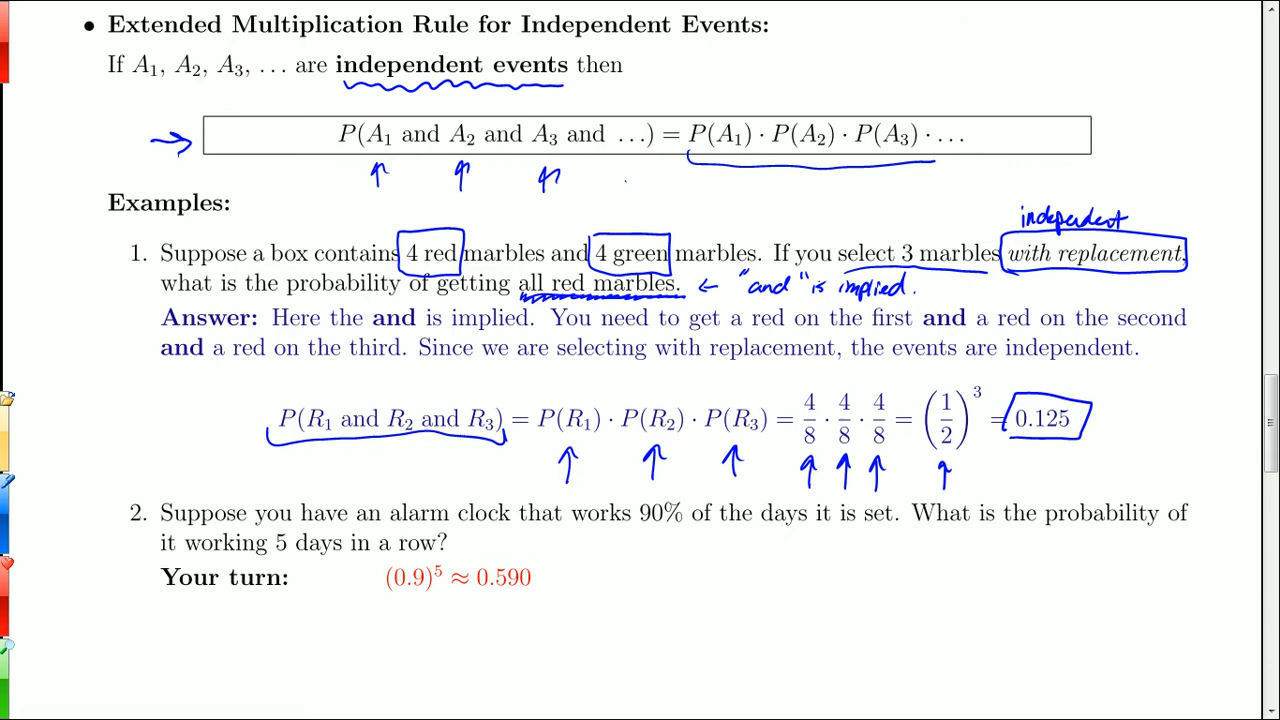 • Extended Multiplication Rule for Independent Events:
If A₁, A₂, A₃, … are independent events then
P(A₁ and A₂ and A₃ and …) = P(A₁) · P(A₂) · P(A₃) · …
Examples:
independent
1. Suppose a box contains 4 red marbles and 4 green marbles. If you select 3 marbles with replacement,
what is the probability of getting all red marbles. ← "and" is implied.
Answer: Here the and is implied. You need to get a red on the first and a red on the second
and a red on the third. Since we are selecting with replacement, the events are independent.
P(R₁ and R₂ and R₃) = P(R₁) · P(R₂) · P(R₃) = 4/8 · 4/8 · 4/8 = (1/2)³ = 0.125
2. Suppose you have an alarm clock that works 90% of the days it is set. What is the probability of
it working 5 days in a row?
Your turn: (0.9)⁵ ≈ 0.590